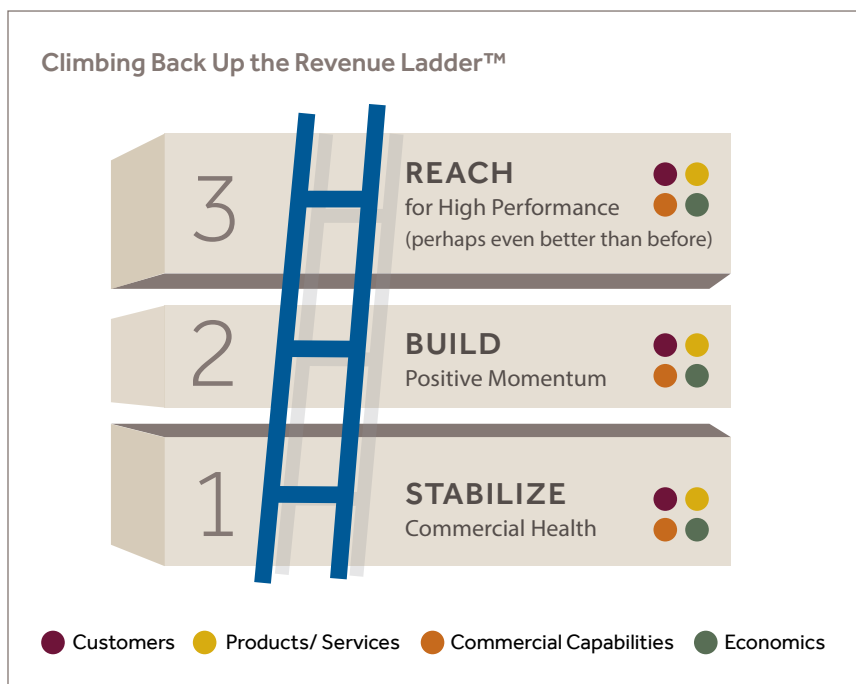 Climbing Back Up the Revenue Ladder™
3
REACH
for High Performance
(perhaps even better than before)
2
BUILD
Positive Momentum
1
STABILIZE
Commercial Health
Customers Products/ Services Commercial Capabilities Economics